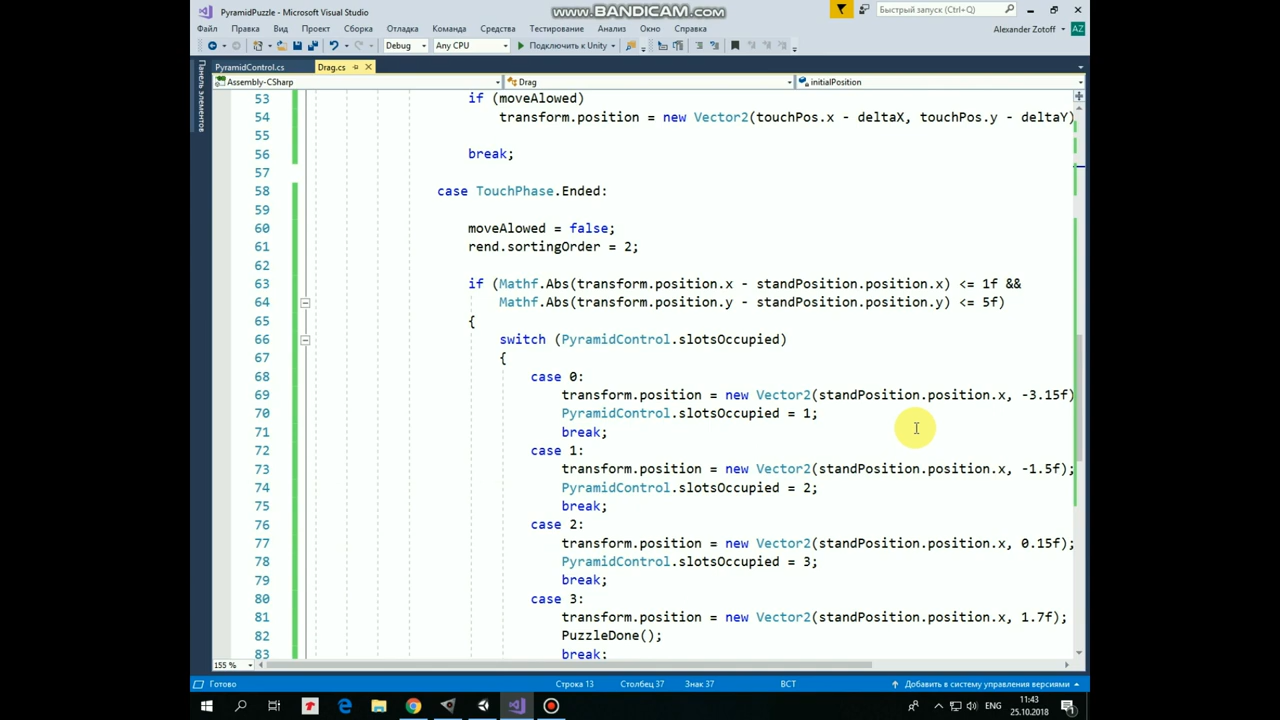 PyramidPuzzle - Microsoft Visual Studio
www.BANDICAM.com
Быстрый запуск (Ctrl+Q)
Файл Правка Вид Проект Сборка Отладка Команда Средства Тестирование Анализ Окно Справка
Alexander Zotoff AZ
Debug Any CPU Подключить к Unity
Панель элементов
PyramidControl.cs Drag.cs
Assembly-CSharp Drag initialPosition
53 if (moveAlowed)
54 transform.position = new Vector2(touchPos.x - deltaX, touchPos.y - deltaY)
55
56 break;
57
58 case TouchPhase.Ended:
59
60 moveAlowed = false;
61 rend.sortingOrder = 2;
62
63 if (Mathf.Abs(transform.position.x - standPosition.position.x) <= 1f &&
64 Mathf.Abs(transform.position.y - standPosition.position.y) <= 5f)
65 {
66 switch (PyramidControl.slotsOccupied)
67 {
68 case 0:
69 transform.position = new Vector2(standPosition.position.x, -3.15f)
70 PyramidControl.slotsOccupied = 1;
71 break;
72 case 1:
73 transform.position = new Vector2(standPosition.position.x, -1.5f);
74 PyramidControl.slotsOccupied = 2;
75 break;
76 case 2:
77 transform.position = new Vector2(standPosition.position.x, 0.15f);
78 PyramidControl.slotsOccupied = 3;
79 break;
80 case 3:
81 transform.position = new Vector2(standPosition.position.x, 1.7f);
82 PuzzleDone();
83 break;
155 %
Готово Строка 13 Столбец 37 Знак 37 ВСТ Добавить в систему управления версиями
ENG 11:43
25.10.2018 1